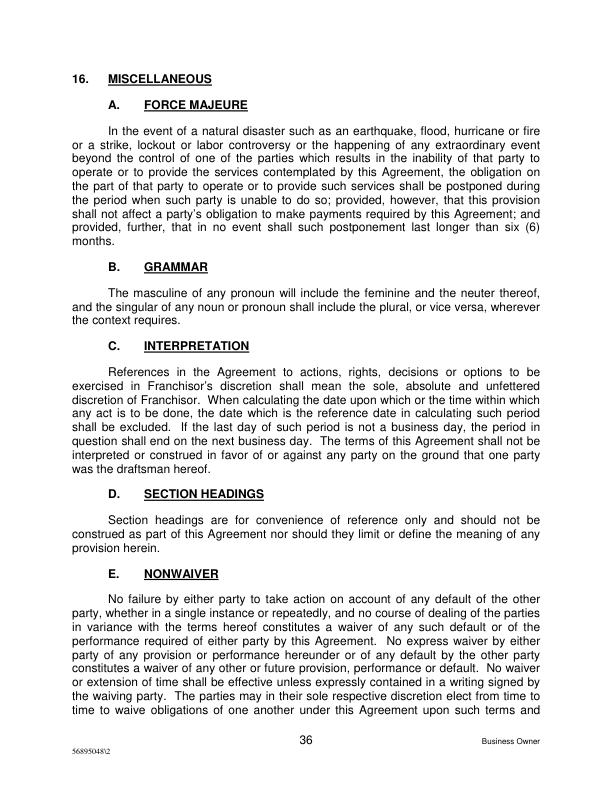 16. MISCELLANEOUS
A. FORCE MAJEURE
In the event of a natural disaster such as an earthquake, flood, hurricane or fire
or a strike, lockout or labor controversy or the happening of any extraordinary event
beyond the control of one of the parties which results in the inability of that party to
operate or to provide the services contemplated by this Agreement, the obligation on
the part of that party to operate or to provide such services shall be postponed during
the period when such party is unable to do so; provided, however, that this provision
shall not affect a party's obligation to make payments required by this Agreement; and
provided, further, that in no event shall such postponement last longer than six (6)
months.
B. GRAMMAR
The masculine of any pronoun will include the feminine and the neuter thereof,
and the singular of any noun or pronoun shall include the plural, or vice versa, wherever
the context requires.
C. INTERPRETATION
References in the Agreement to actions, rights, decisions or options to be
exercised in Franchisor's discretion shall mean the sole, absolute and unfettered
discretion of Franchisor. When calculating the date upon which or the time within which
any act is to be done, the date which is the reference date in calculating such period
shall be excluded. If the last day of such period is not a business day, the period in
question shall end on the next business day. The terms of this Agreement shall not be
interpreted or construed in favor of or against any party on the ground that one party
was the draftsman hereof.
D. SECTION HEADINGS
Section headings are for convenience of reference only and should not be
construed as part of this Agreement nor should they limit or define the meaning of any
provision herein.
E. NONWAIVER
No failure by either party to take action on account of any default of the other
party, whether in a single instance or repeatedly, and no course of dealing of the parties
in variance with the terms hereof constitutes a waiver of any such default or of the
performance required of either party by this Agreement. No express waiver by either
party of any provision or performance hereunder or of any default by the other party
constitutes a waiver of any other or future provision, performance or default. No waiver
or extension of time shall be effective unless expressly contained in a writing signed by
the waiving party. The parties may in their sole respective discretion elect from time to
time to waive obligations of one another under this Agreement upon such terms and
36
Business Owner
56895048\2